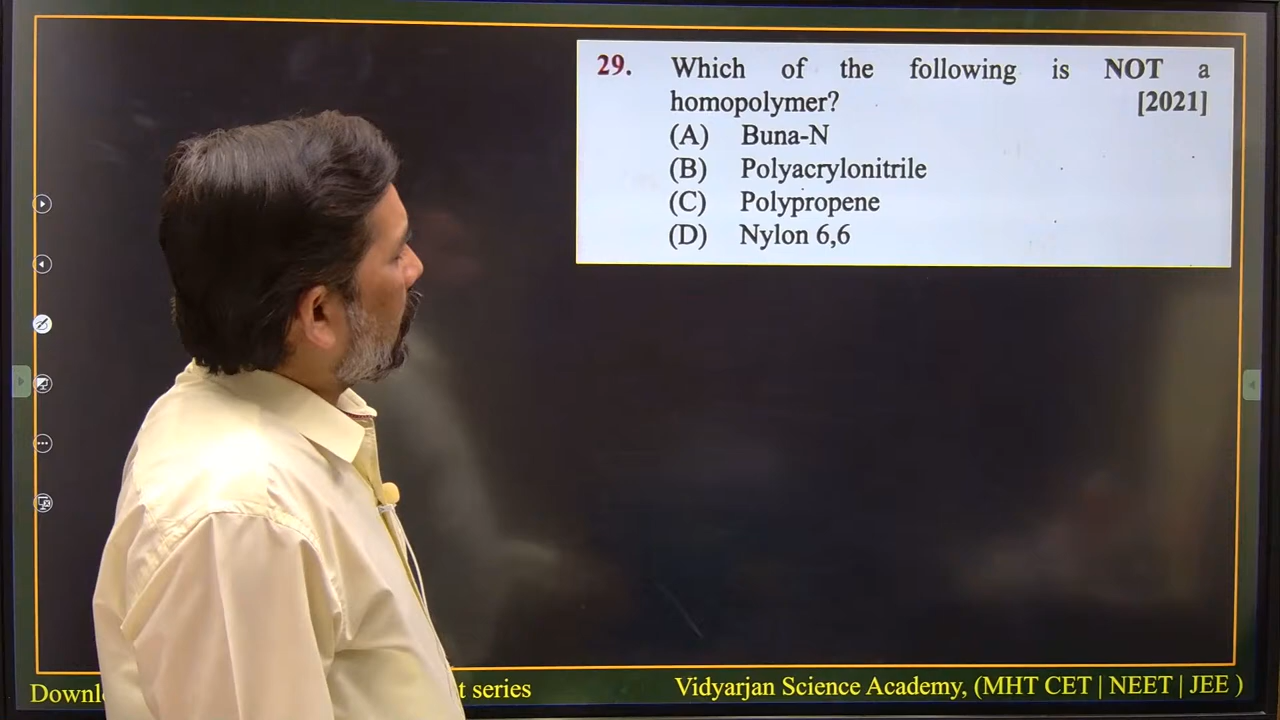 29. Which of the following is NOT a
homopolymer? [2021]
(A) Buna-N
(B) Polyacrylonitrile
(C) Polypropene
(D) Nylon 6,6
t series Vidyarjan Science Academy, (MHT CET | NEET | JEE )